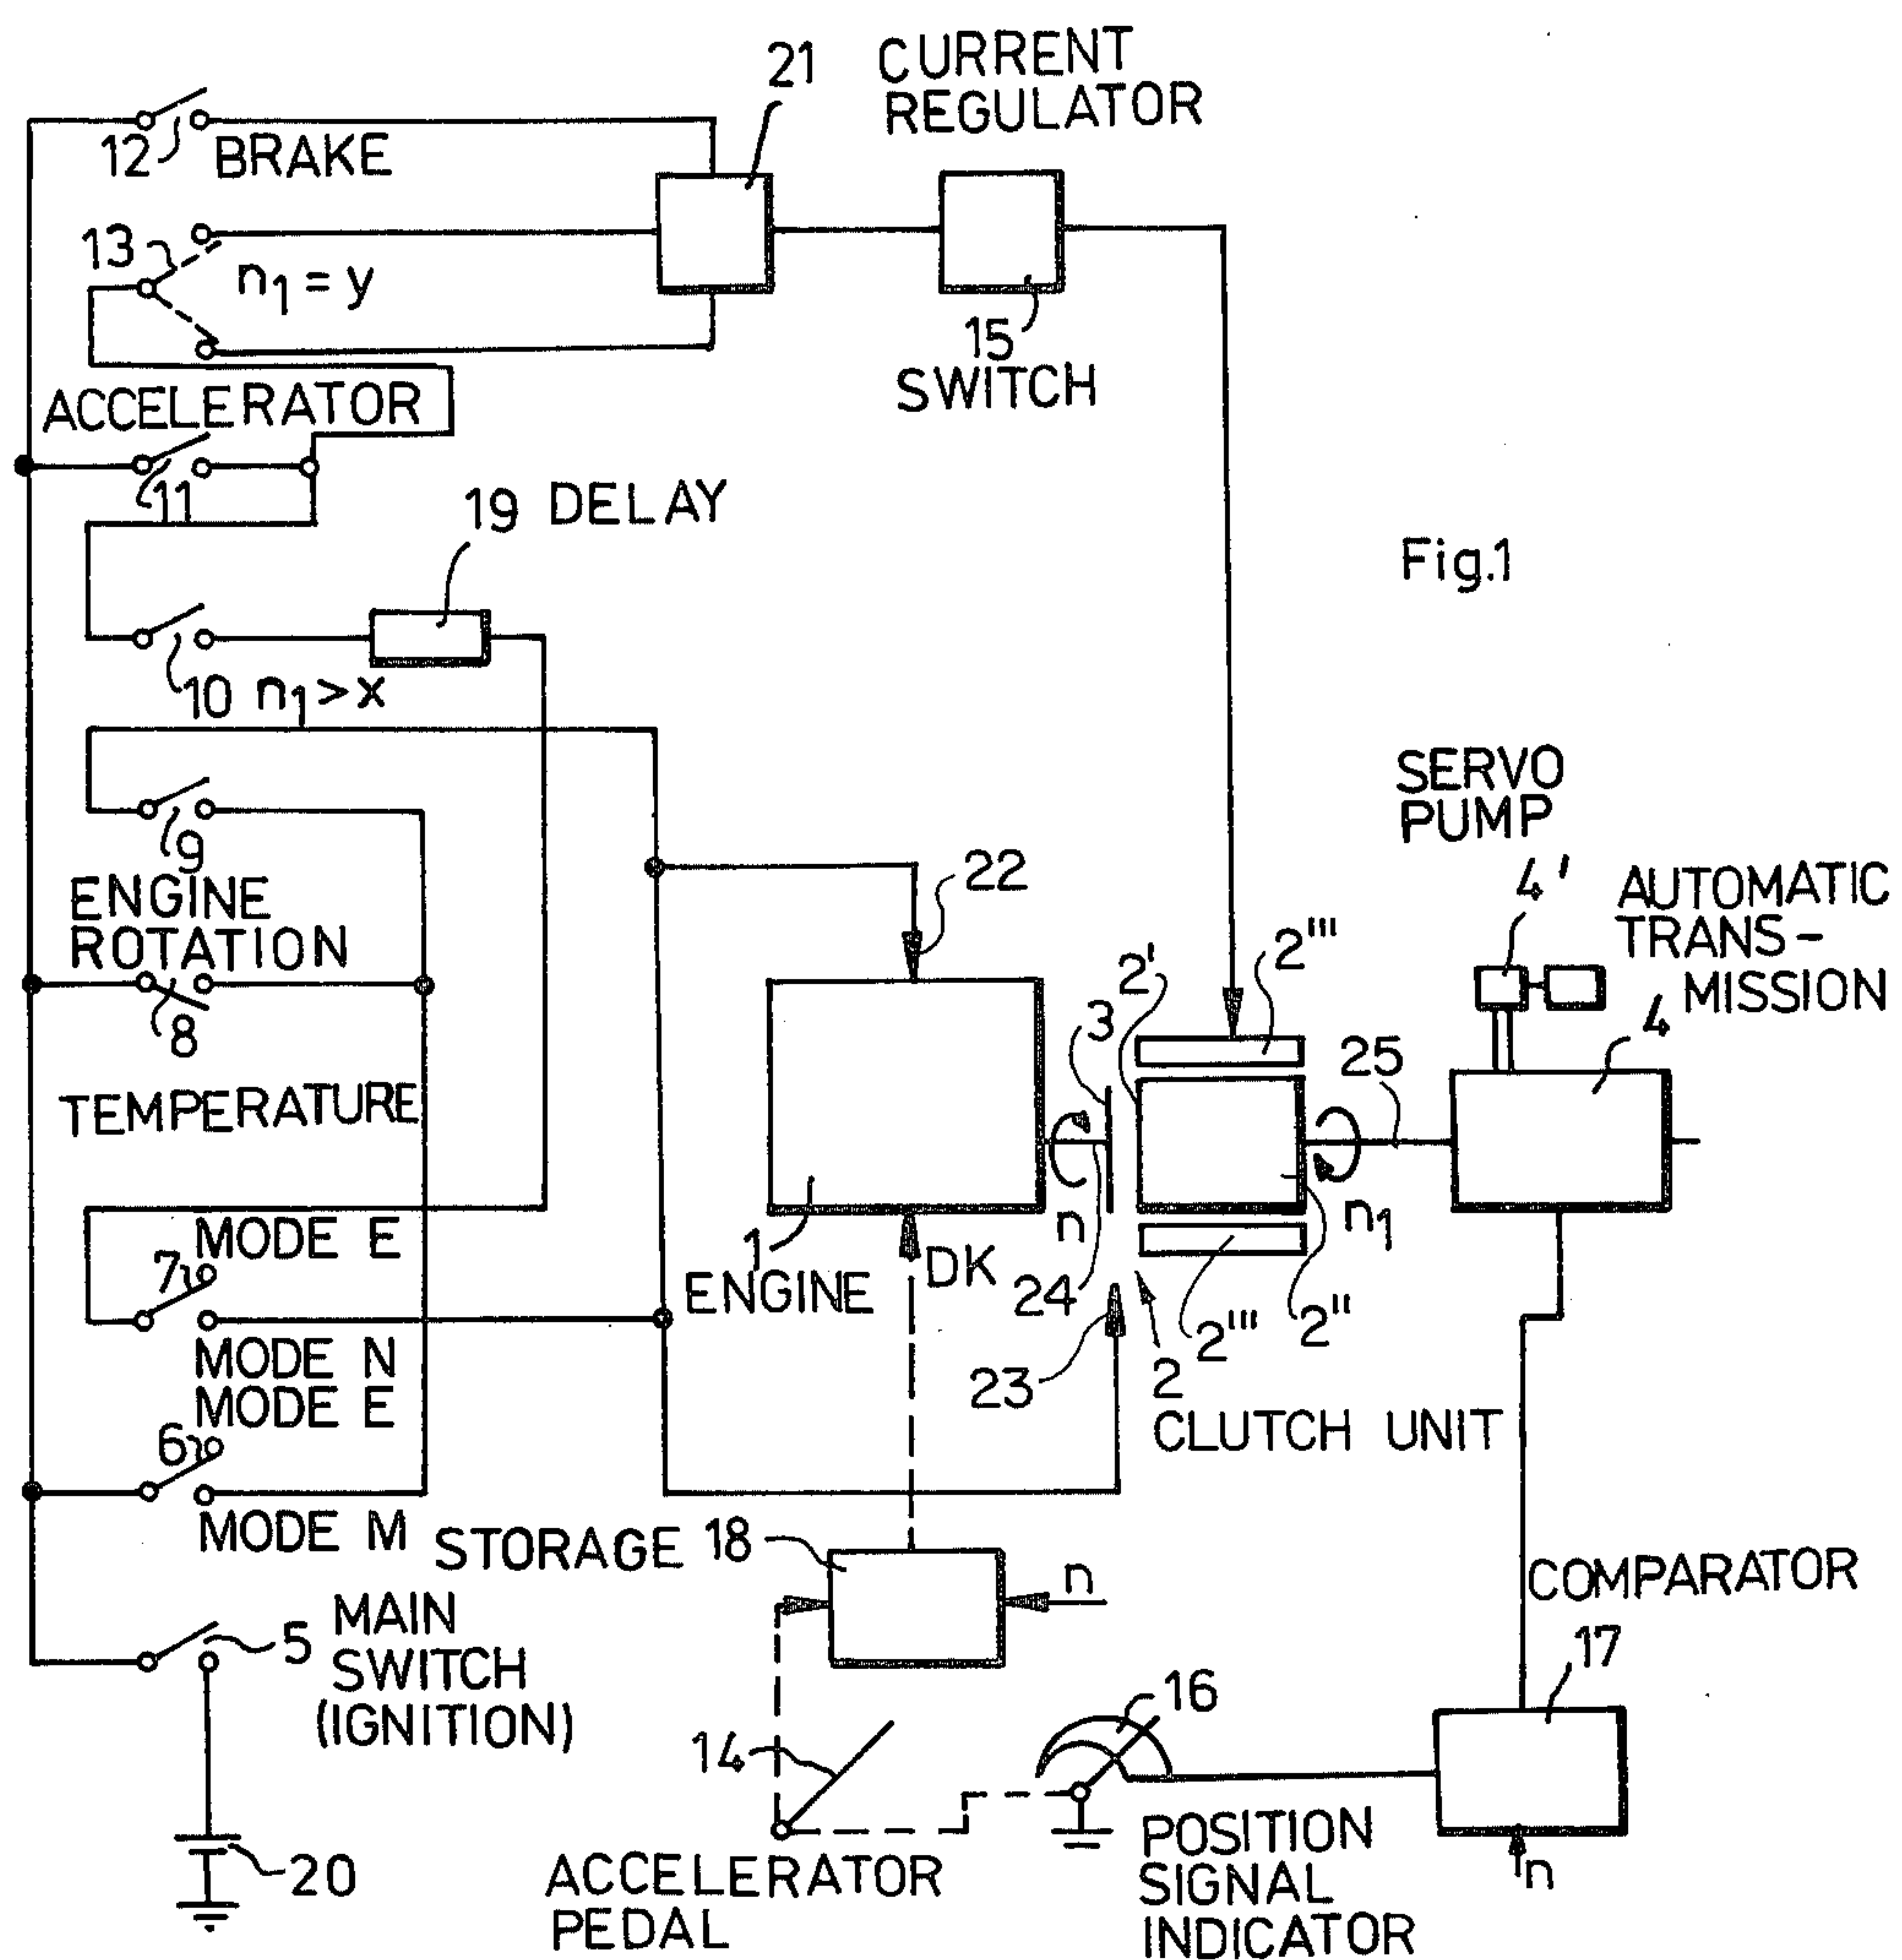 21 CURRENT
REGULATOR
12 BRAKE
13
n1 = y
15
SWITCH
ACCELERATOR
11
19 DELAY
Fig.1
10 n1 > x
9
SERVO
PUMP
4' AUTOMATIC
TRANS-
MISSION
22
ENGINE
ROTATION
8
2'
2'''
3
4
25
TEMPERATURE
n
n1
MODE E
7
1
ENGINE
DK
24
23
2
2'''
2''
CLUTCH UNIT
MODE N
MODE E
6
MODE M
STORAGE 18
n
COMPARATOR
5 MAIN
SWITCH
(IGNITION)
17
16
14
20
ACCELERATOR
PEDAL
POSITION
SIGNAL
INDICATOR
n